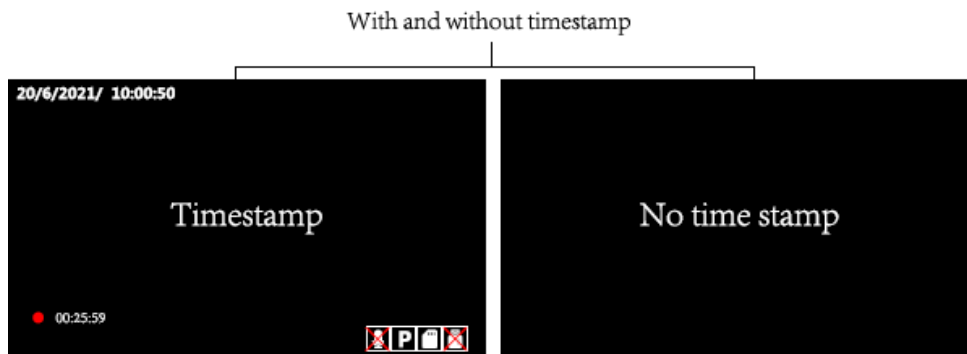 With and without timestamp
20/6/2021/ 10:00:50
Timestamp
00:25:59
P
No time stamp